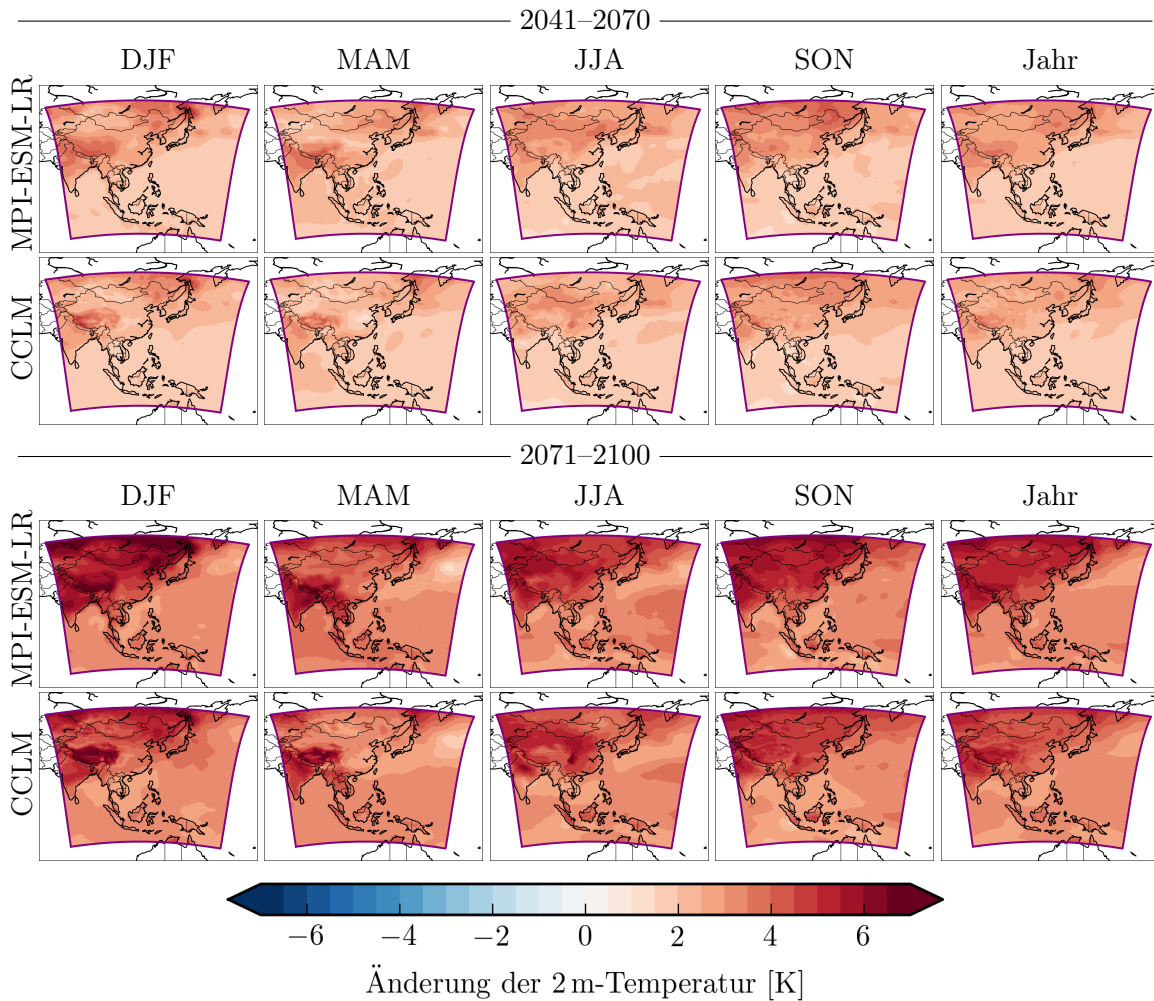 2041–2070
DJF MAM JJA SON Jahr
MPI-ESM-LR
CCLM
2071–2100
DJF MAM JJA SON Jahr
MPI-ESM-LR
CCLM
−6 −4 −2 0 2 4 6
Änderung der 2 m-Temperatur [K]